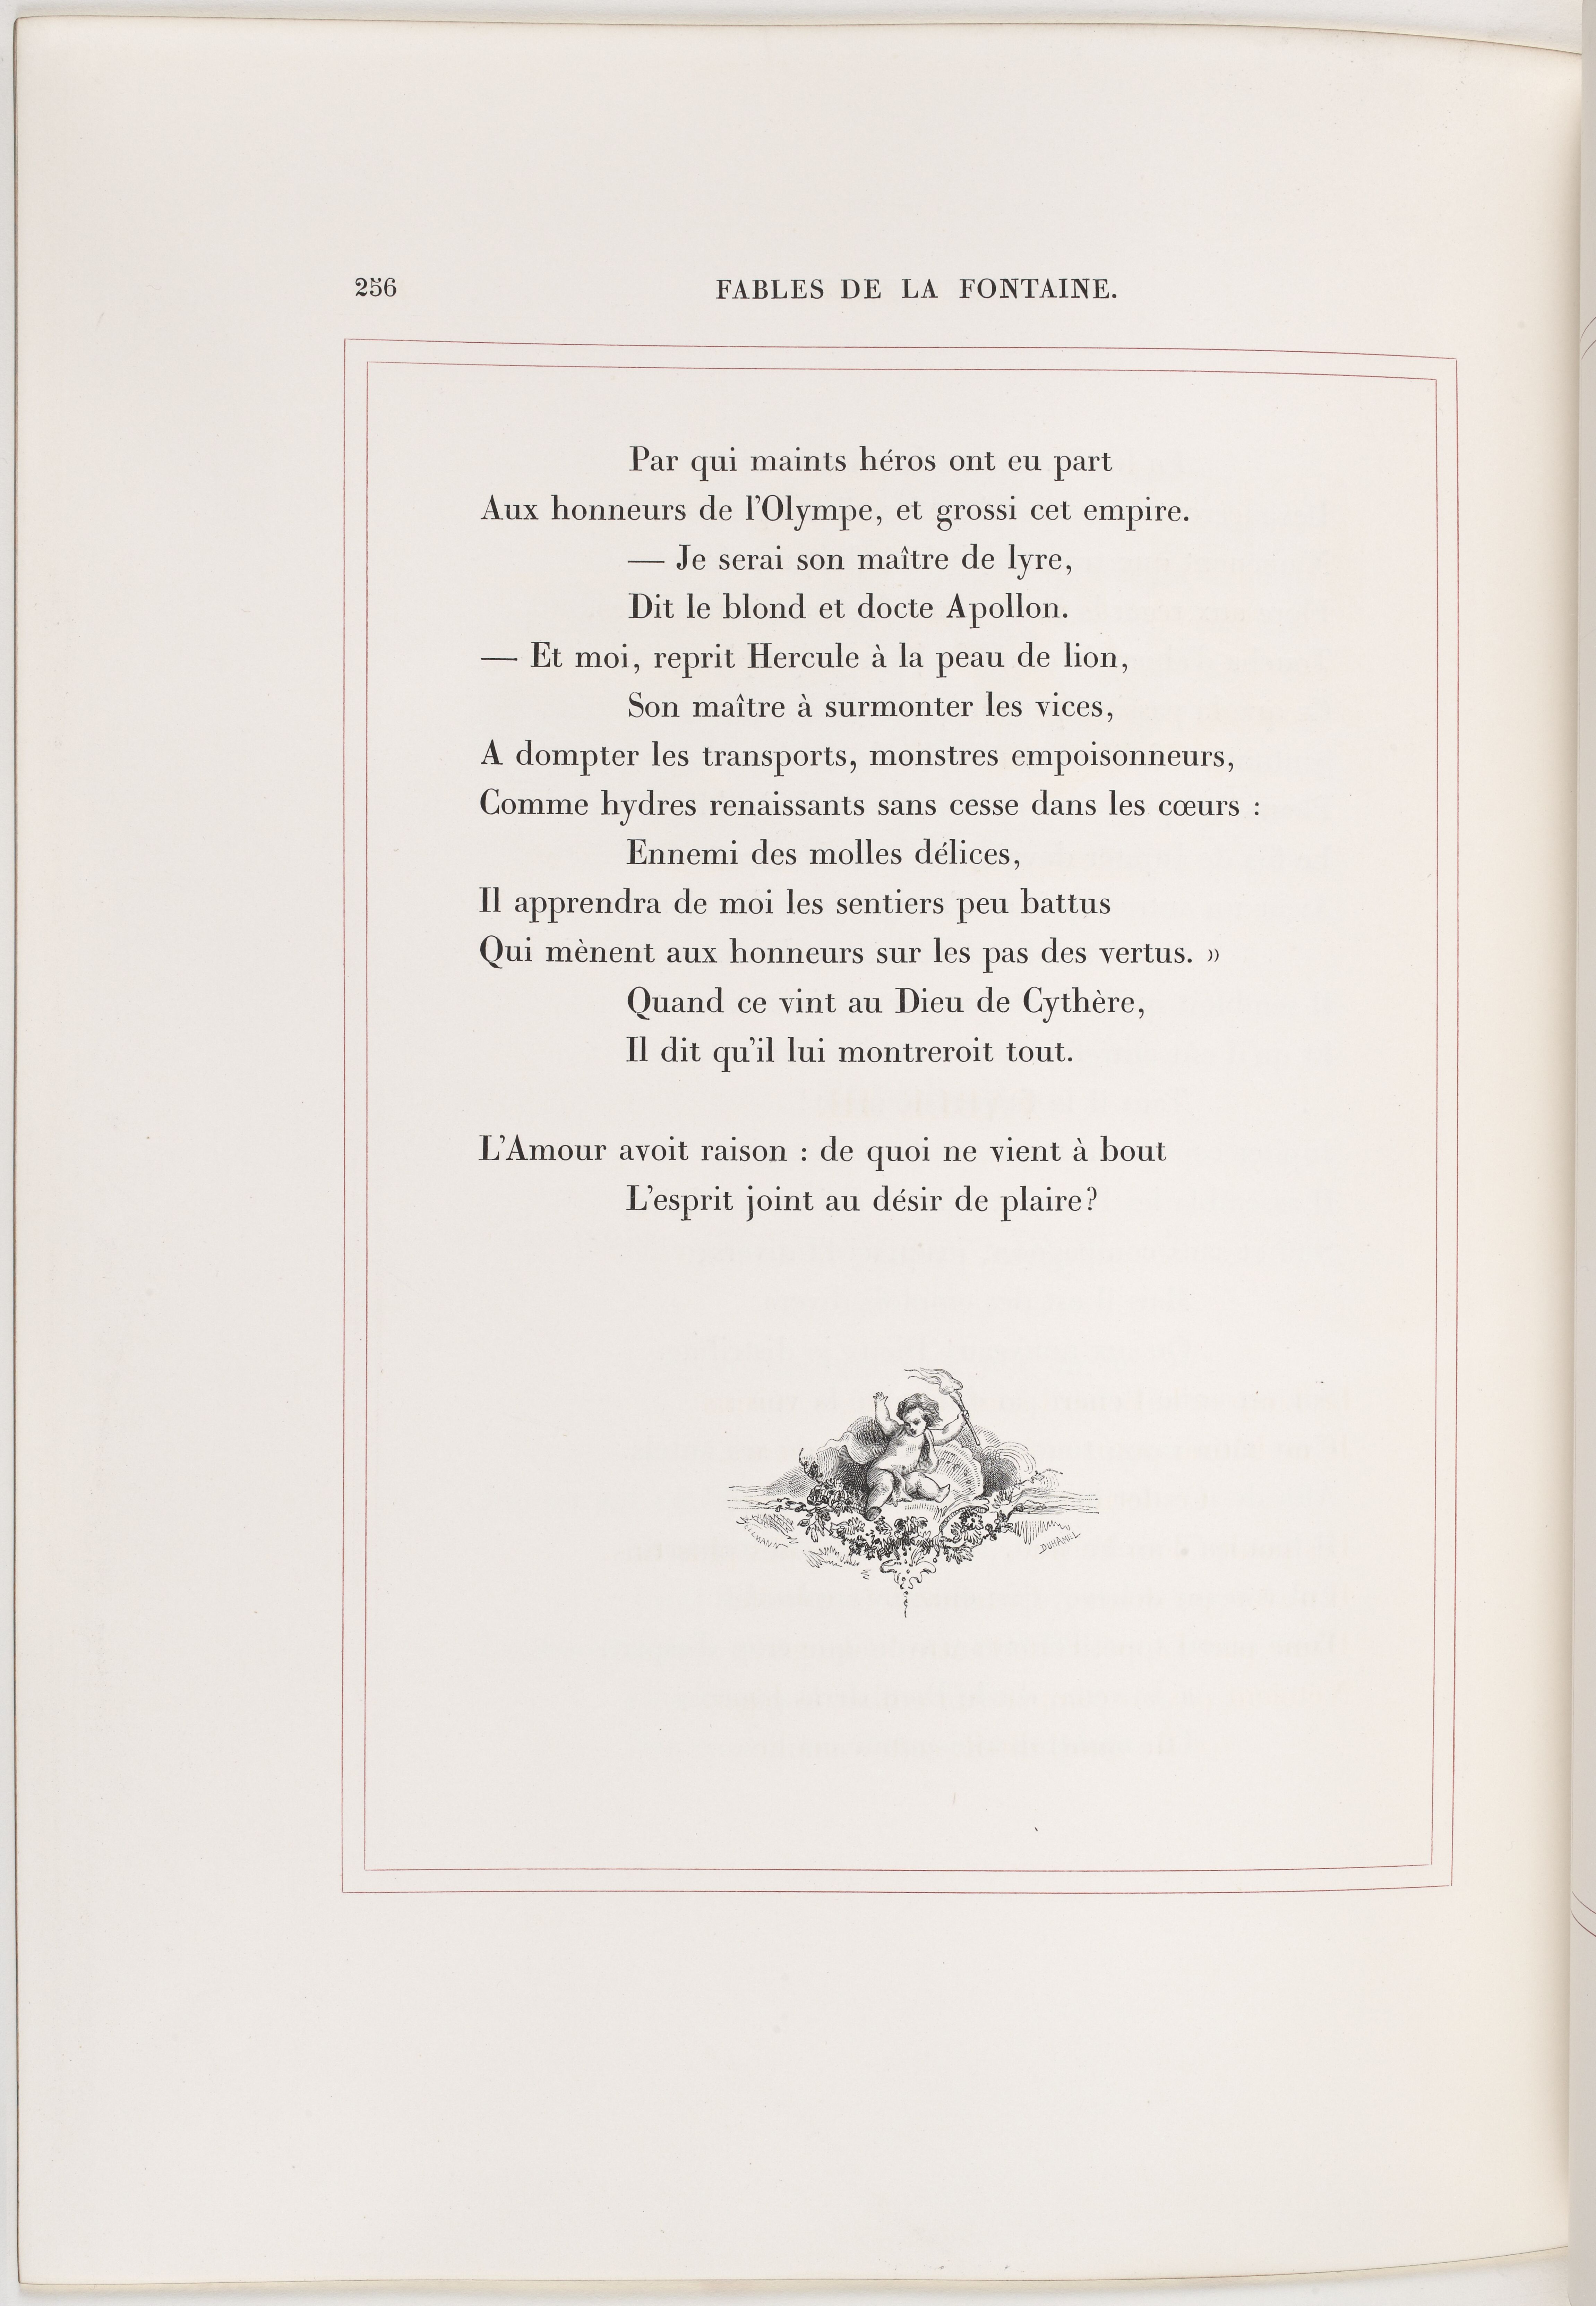 256
FABLES DE LA FONTAINE.
Par qui maints héros ont eu part
Aux honneurs de l'Olympe, et grossi cet empire.
— Je serai son maître de lyre,
Dit le blond et docte Apollon.
— Et moi, reprit Hercule à la peau de lion,
Son maître à surmonter les vices,
A dompter les transports, monstres empoisonneurs,
Comme hydres renaissants sans cesse dans les cœurs :
Ennemi des molles délices,
Il apprendra de moi les sentiers peu battus
Qui mènent aux honneurs sur les pas des vertus. »
Quand ce vint au Dieu de Cythère,
Il dit qu'il lui montreroit tout.
L'Amour avoit raison : de quoi ne vient à bout
L'esprit joint au désir de plaire?
DUHAMEL